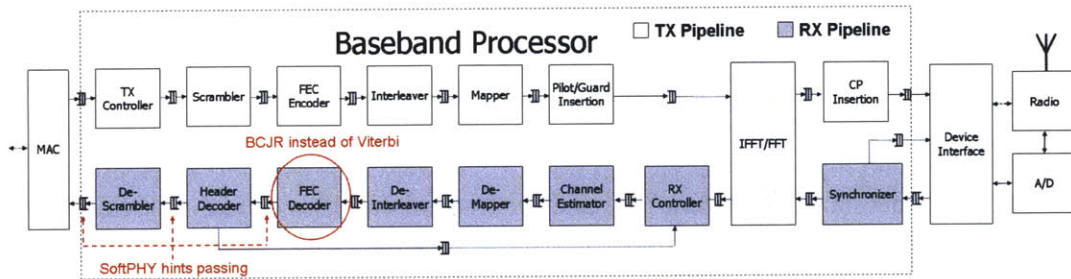 Baseband Processor
TX Pipeline
RX Pipeline
MAC
TX
Controller
Scrambler
FEC
Encoder
Interleaver
Mapper
Pilot/Guard
Insertion
IFFT/FFT
CP
Insertion
Device
Interface
Radio
A/D
BCJR instead of Viterbi
De-
Scrambler
Header
Decoder
FEC
Decoder
De-
Interleaver
De-
Mapper
Channel
Estimator
RX
Controller
Synchronizer
SoftPHY hints passing